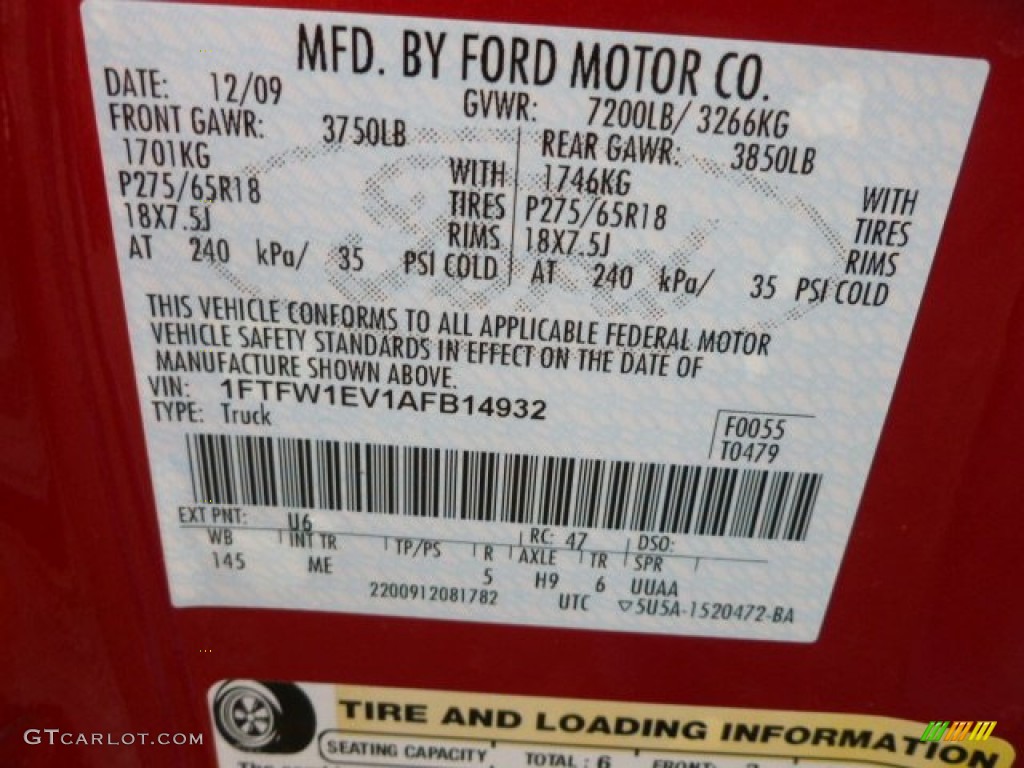 MFD. BY FORD MOTOR CO.
DATE: 12/09
GVWR: 7200LB/ 3266KG
FRONT GAWR: 3750LB
1701KG WITH
P275/65R18 TIRES
18X7.5J RIMS
AT 240 kPa/ 35 PSI COLD
REAR GAWR: 3850LB
1746KG WITH
P275/65R18 TIRES
18X7.5J RIMS
AT 240 kPa/ 35 PSI COLD
THIS VEHICLE CONFORMS TO ALL APPLICABLE FEDERAL MOTOR
VEHICLE SAFETY STANDARDS IN EFFECT ON THE DATE OF
MANUFACTURE SHOWN ABOVE.
VIN: 1FTFW1EV1AFB14932
TYPE: Truck
F0055
T0479
EXT PNT: U6 RC: 47 DSO:
WB INT TR TP/PS R AXLE TR SPR
145 ME 5 H9 6 UUAA
2200912081782 UTC ▽5U5A-1520472-BA
TIRE AND LOADING INFORMATION
SEATING CAPACITY TOTAL : 6 FRONT:
GTCARLOT.COM